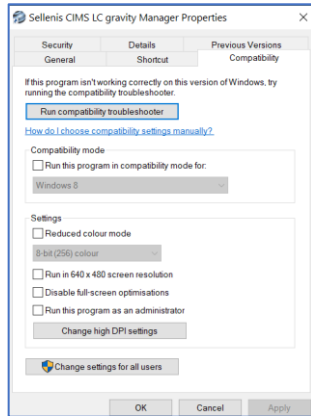 Sellenis CIMS LC gravity Manager Properties
Security Details Previous Versions
General Shortcut Compatibility
If this program isn't working correctly on this version of Windows, try
running the compatibility troubleshooter.
Run compatibility troubleshooter
How do I choose compatibility settings manually?
Compatibility mode
Run this program in compatibility mode for:
Windows 8
Settings
Reduced colour mode
8-bit (256) colour
Run in 640 x 480 screen resolution
Disable full-screen optimisations
Run this program as an administrator
Change high DPI settings
Change settings for all users
OK Cancel Apply